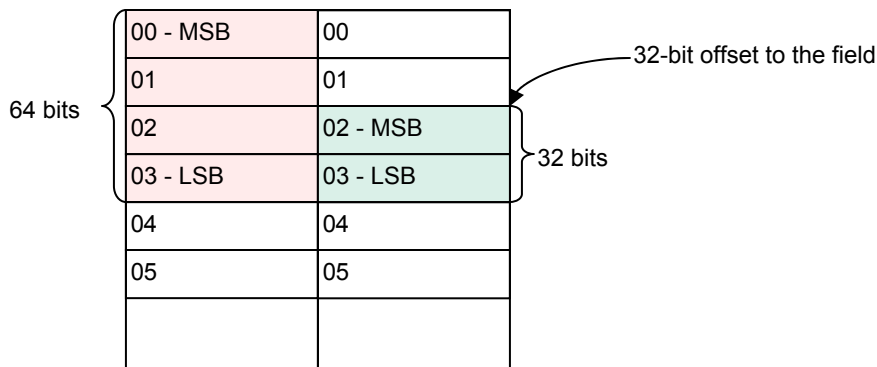 00 - MSB 00
32-bit offset to the field
01 01
64 bits
02 02 - MSB
32 bits
03 - LSB 03 - LSB
04 04
05 05